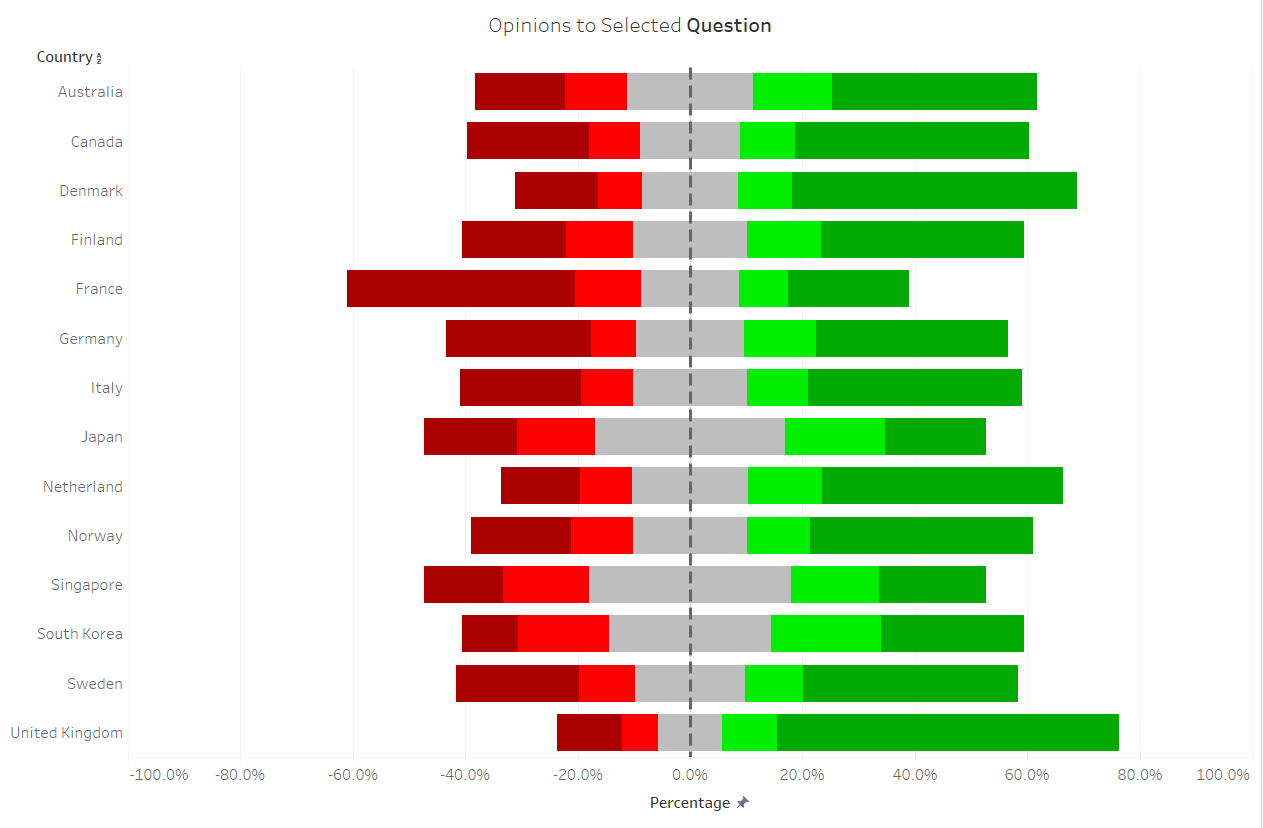 Opinions to Selected Question
Country
Australia
Canada
Denmark
Finland
France
Germany
Italy
Japan
Netherland
Norway
Singapore
South Korea
Sweden
United Kingdom
-100.0% -80.0% -60.0% -40.0% -20.0% 0.0% 20.0% 40.0% 60.0% 80.0% 100.0%
Percentage